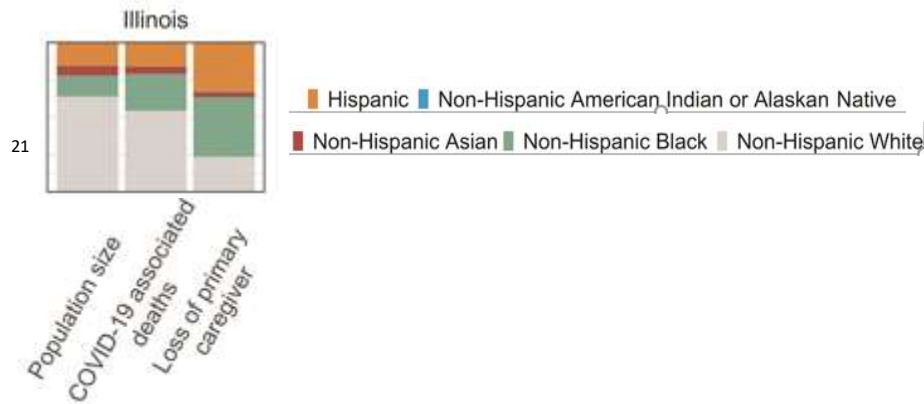 Illinois
Hispanic Non-Hispanic American Indian or Alaskan Native
21
Non-Hispanic Asian Non-Hispanic Black Non-Hispanic White
Population size
COVID-19 associated
deaths
Loss of primary
caregiver